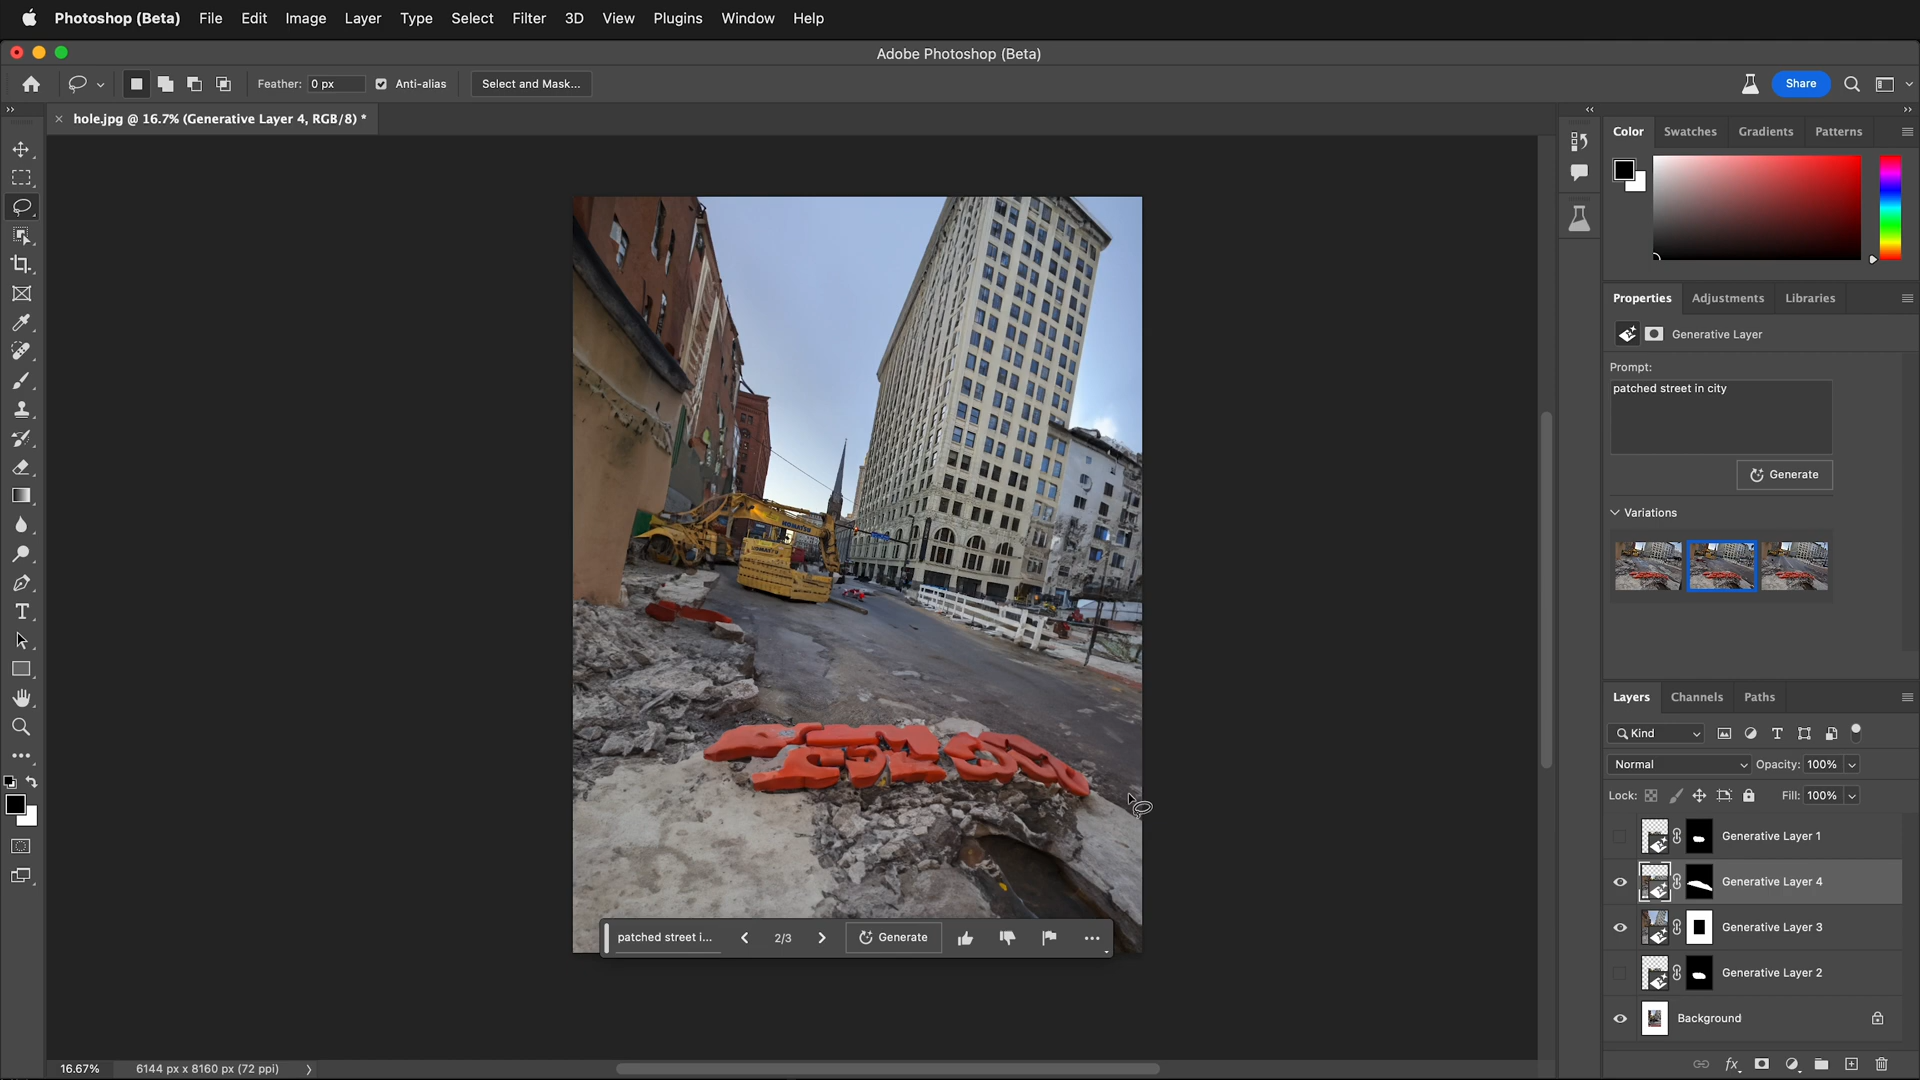 Photoshop (Beta) File Edit Image Layer Type Select Filter 3D View Plugins Window Help
Adobe Photoshop (Beta)
Feather: 0 px Anti-alias Select and Mask... Share
hole.jpg @ 16.7% (Generative Layer 4, RGB/8) *
Color Swatches Gradients Patterns
Properties Adjustments Libraries
Generative Layer
Prompt:
patched street in city
Generate
Variations
KOMATSU
Layers Channels Paths
Kind
Normal Opacity: 100%
Lock: Fill: 100%
Generative Layer 1
Generative Layer 4
Generative Layer 3
Generative Layer 2
Background
patched street i... 2/3 Generate
16.67% 6144 px x 8160 px (72 ppi)